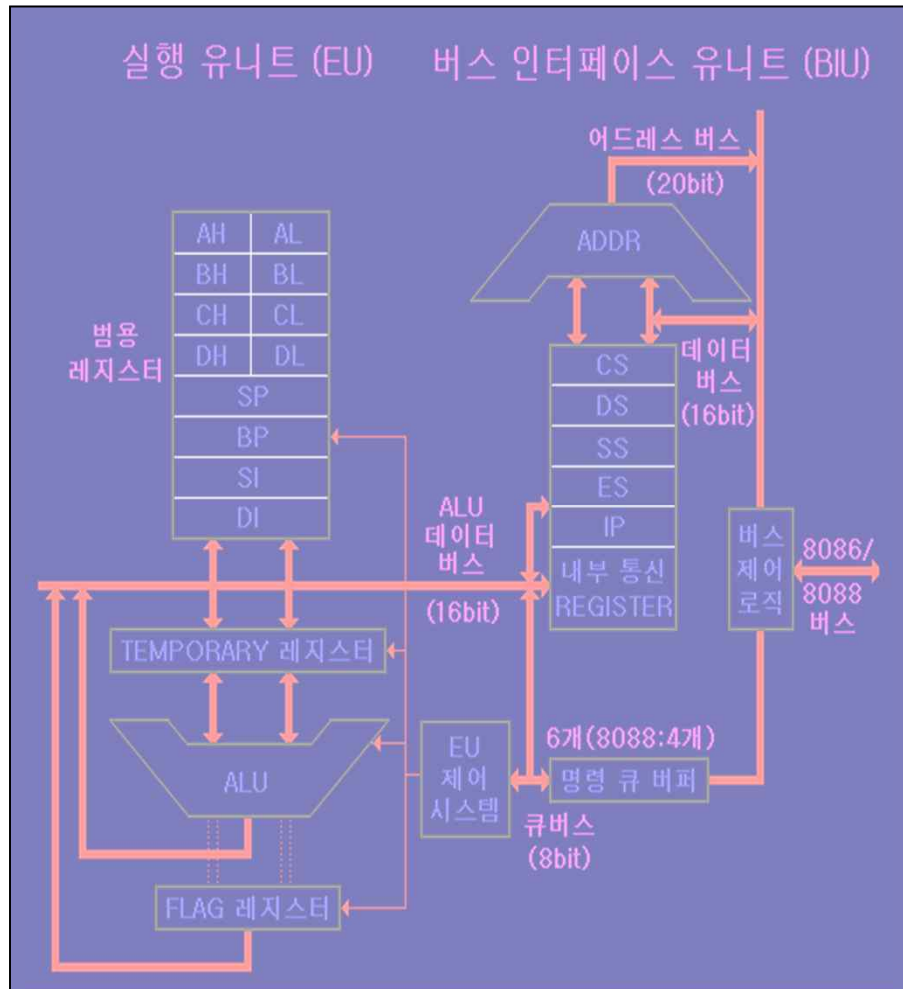 실행 유니트 (EU)
버스 인터페이스 유니트 (BIU)
어드레스 버스
(20bit)
ADDR
AH AL
BH BL
CH CL
DH DL
SP
BP
SI
DI
범용
레지스터
데이터
버스
(16bit)
CS
DS
SS
ES
IP
내부 통신
REGISTER
ALU
데이터
버스
(16bit)
버스
제어
로직
8086/
8088
버스
TEMPORARY 레지스터
ALU
EU
제어
시스템
6개(8088:4개)
명령 큐 버퍼
큐버스
(8bit)
FLAG 레지스터